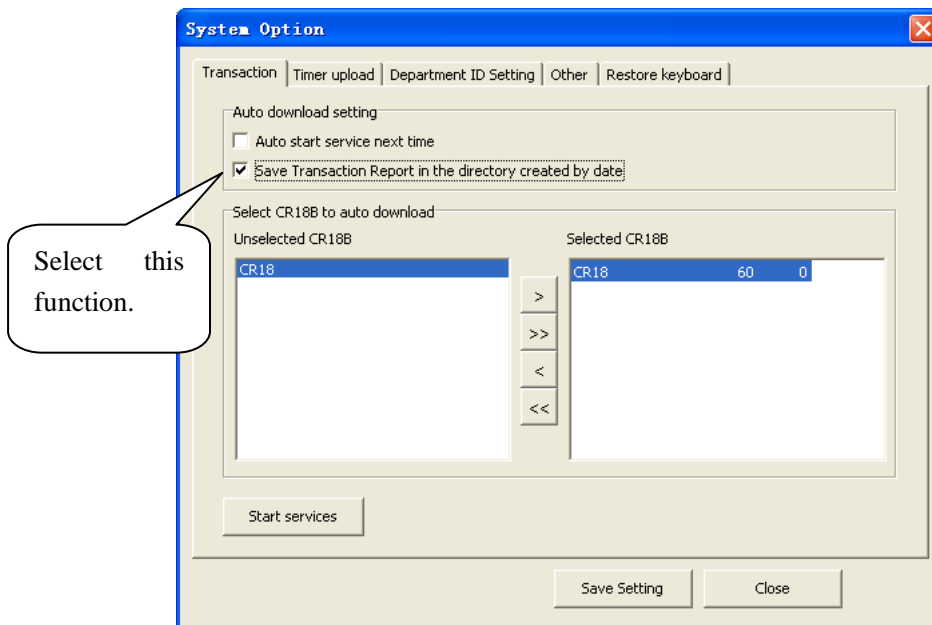 System Option
Transaction Timer upload Department ID Setting Other Restore keyboard
Auto download setting
Auto start service next time
Save Transaction Report in the directory created by date
Select this
function.
Select CR18B to auto download
Unselected CR18B
Selected CR18B
CR18
CR18 60 0
>
>>
<
<<
Start services
Save Setting
Close